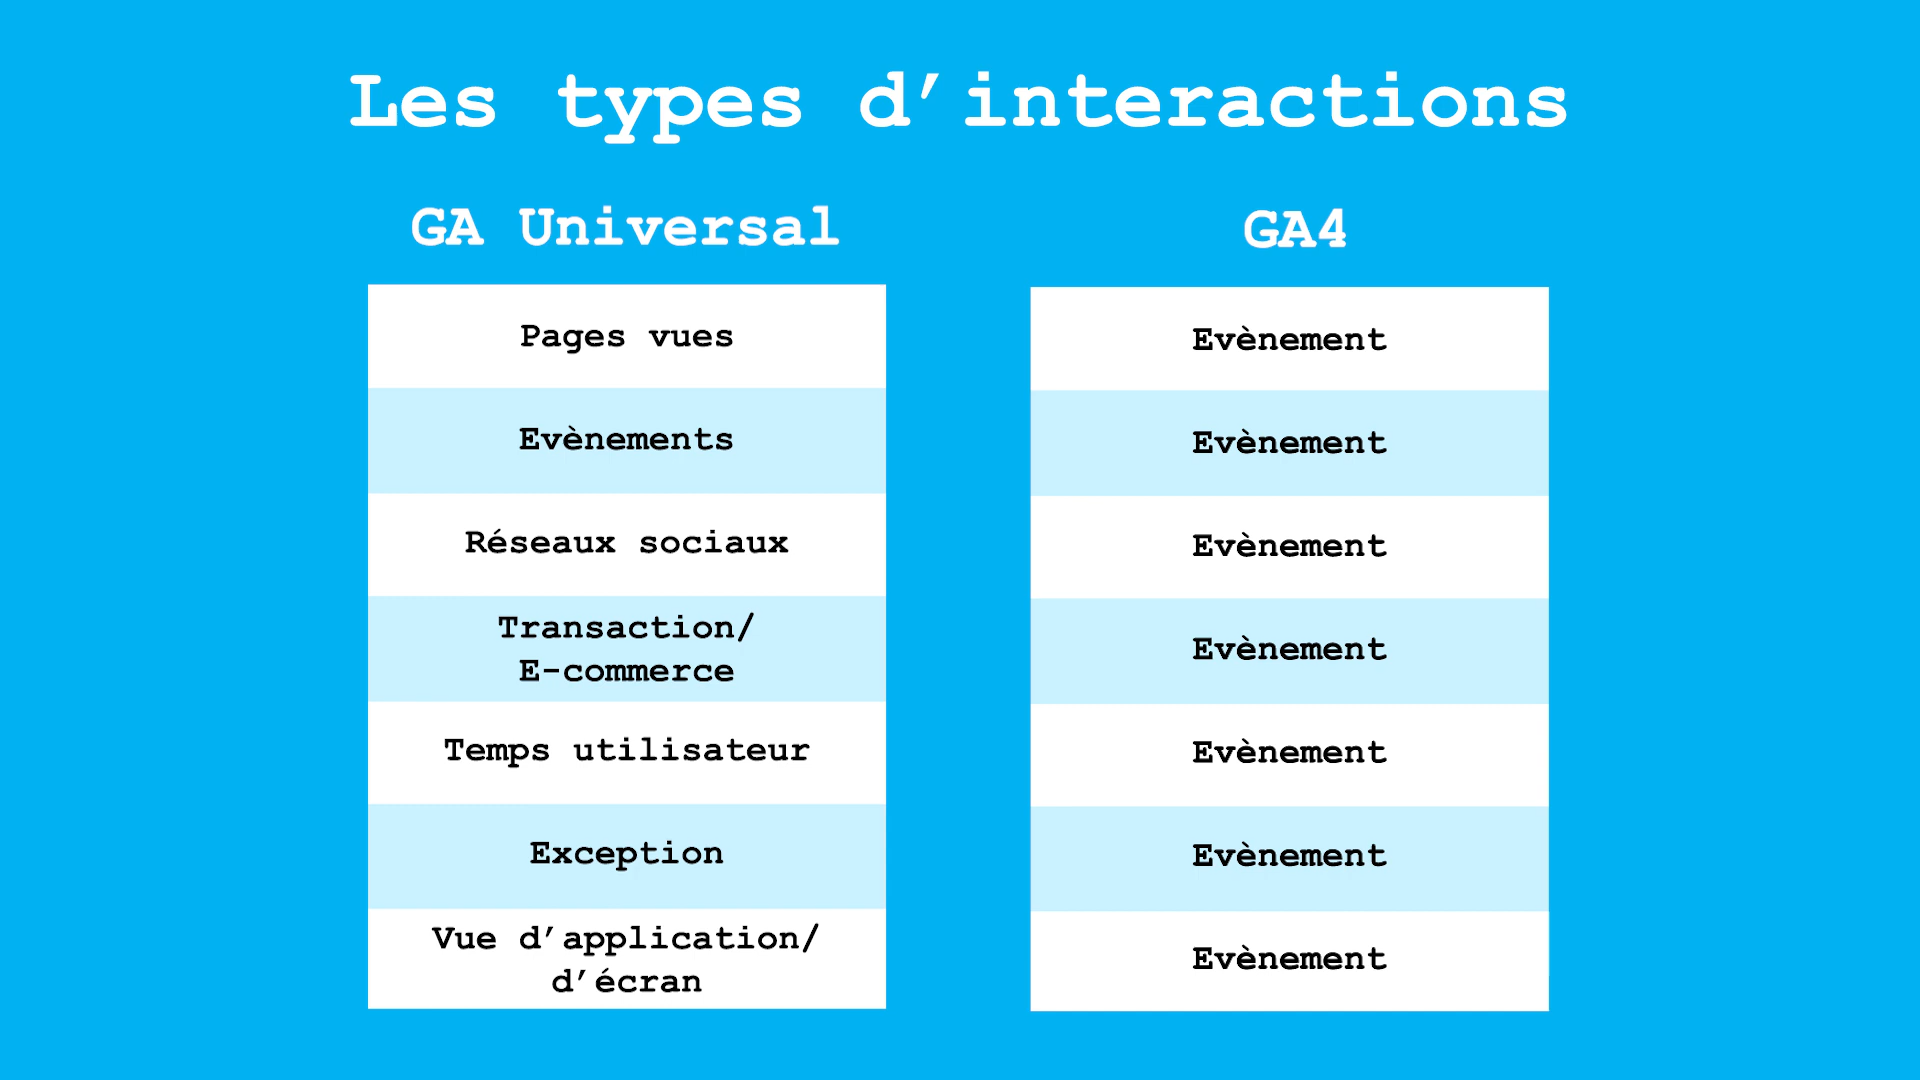 Les types d’interactions
GA Universal
Pages vues
Evènements
Réseaux sociaux
Transaction/
E-commerce
Temps utilisateur
Exception
Vue d’application/
d’écran
GA4
Evènement
Evènement
Evènement
Evènement
Evènement
Evènement
Evènement